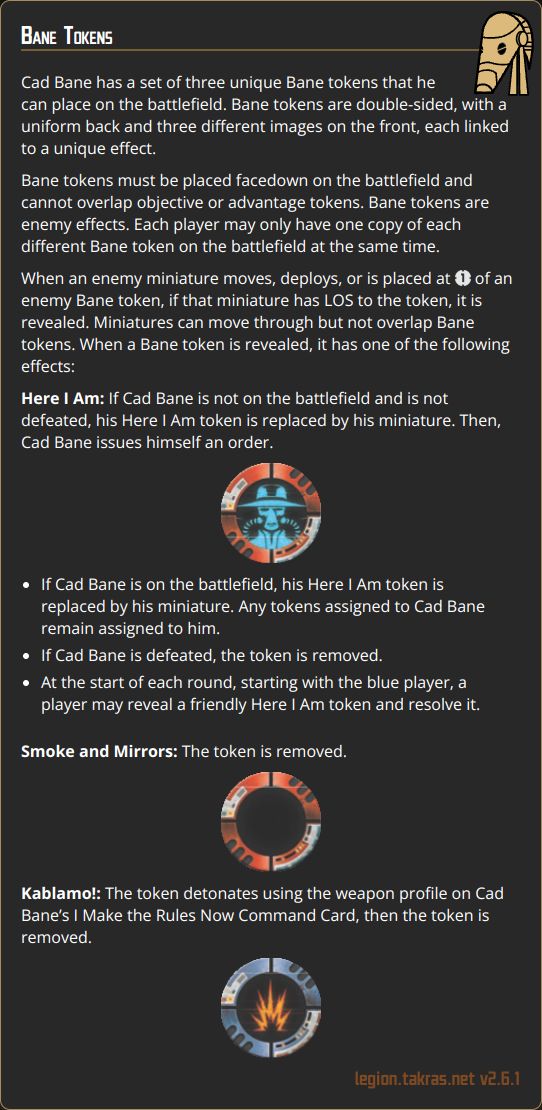 Bane Tokens
Cad Bane has a set of three unique Bane tokens that he
can place on the battlefield. Bane tokens are double-sided, with a
uniform back and three different images on the front, each linked
to a unique effect.
Bane tokens must be placed facedown on the battlefield and
cannot overlap objective or advantage tokens. Bane tokens are
enemy effects. Each player may only have one copy of each
different Bane token on the battlefield at the same time.
When an enemy miniature moves, deploys, or is placed at 1 of an
enemy Bane token, if that miniature has LOS to the token, it is
revealed. Miniatures can move through but not overlap Bane
tokens. When a Bane token is revealed, it has one of the following
effects:
Here I Am: If Cad Bane is not on the battlefield and is not
defeated, his Here I Am token is replaced by his miniature. Then,
Cad Bane issues himself an order.
• If Cad Bane is on the battlefield, his Here I Am token is
replaced by his miniature. Any tokens assigned to Cad Bane
remain assigned to him.
• If Cad Bane is defeated, the token is removed.
• At the start of each round, starting with the blue player, a
player may reveal a friendly Here I Am token and resolve it.
Smoke and Mirrors: The token is removed.
Kablamo!: The token detonates using the weapon profile on Cad
Bane's I Make the Rules Now Command Card, then the token is
removed.
legion.takras.net v2.6.1